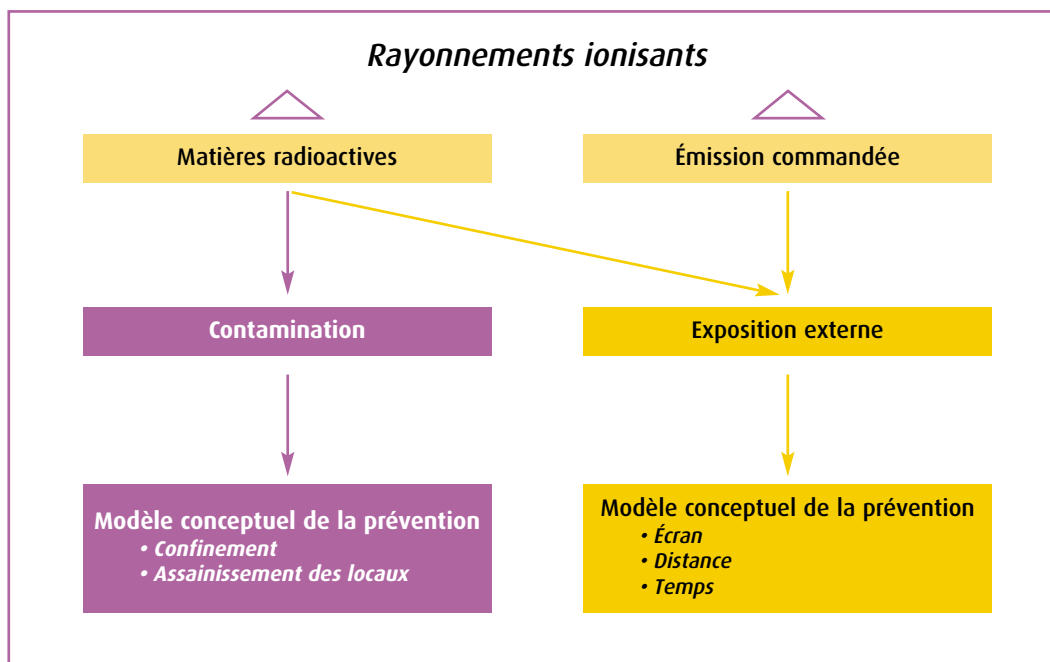 Rayonnements ionisants
Matières radioactives
Émission commandée
Contamination
Exposition externe
Modèle conceptuel de la prévention
• Confinement
• Assainissement des locaux
Modèle conceptuel de la prévention
• Écran
• Distance
• Temps